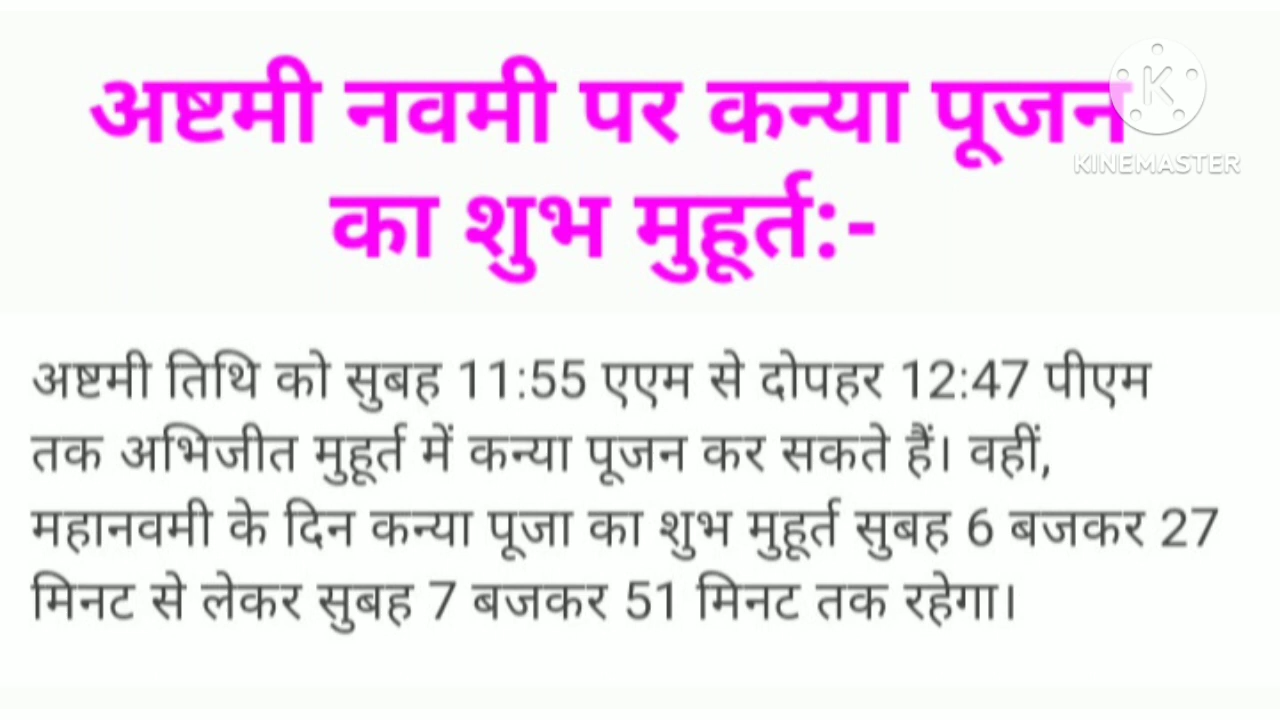 अष्टमी नवमी पर कन्या पूजन
का शुभ मुहूर्त:-
KINEMASTER
अष्टमी तिथि को सुबह 11:55 एएम से दोपहर 12:47 पीएम
तक अभिजीत मुहूर्त में कन्या पूजन कर सकते हैं। वहीं,
महानवमी के दिन कन्या पूजा का शुभ मुहूर्त सुबह 6 बजकर 27
मिनट से लेकर सुबह 7 बजकर 51 मिनट तक रहेगा।